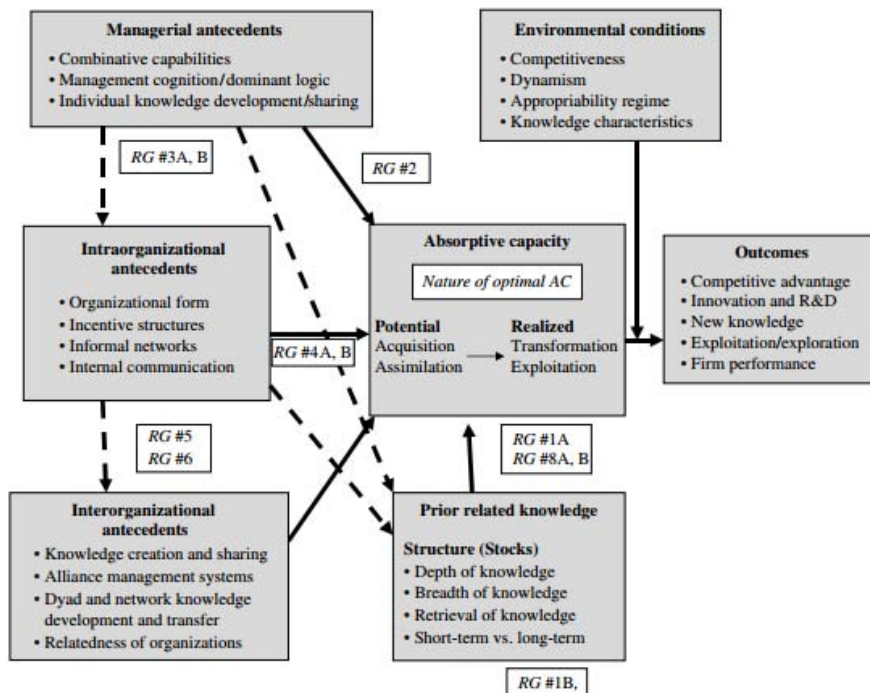 Managerial antecedents
• Combinative capabilities
• Management cognition/dominant logic
• Individual knowledge development/sharing
Environmental conditions
• Competitiveness
• Dynamism
• Appropriability regime
• Knowledge characteristics
RG #3A, B
RG #2
Intraorganizational
antecedents
• Organizational form
• Incentive structures
• Informal networks
• Internal communication
RG #4A, B
Absorptive capacity
Nature of optimal AC
Potential
Acquisition
Assimilation
Realized
Transformation
Exploitation
Outcomes
• Competitive advantage
• Innovation and R&D
• New knowledge
• Exploitation/exploration
• Firm performance
RG #5
RG #6
RG #1A
RG #8A, B
Interorganizational
antecedents
• Knowledge creation and sharing
• Alliance management systems
• Dyad and network knowledge
development and transfer
• Relatedness of organizations
Prior related knowledge
Structure (Stocks)
• Depth of knowledge
• Breadth of knowledge
• Retrieval of knowledge
• Short-term vs. long-term
RG #1B,